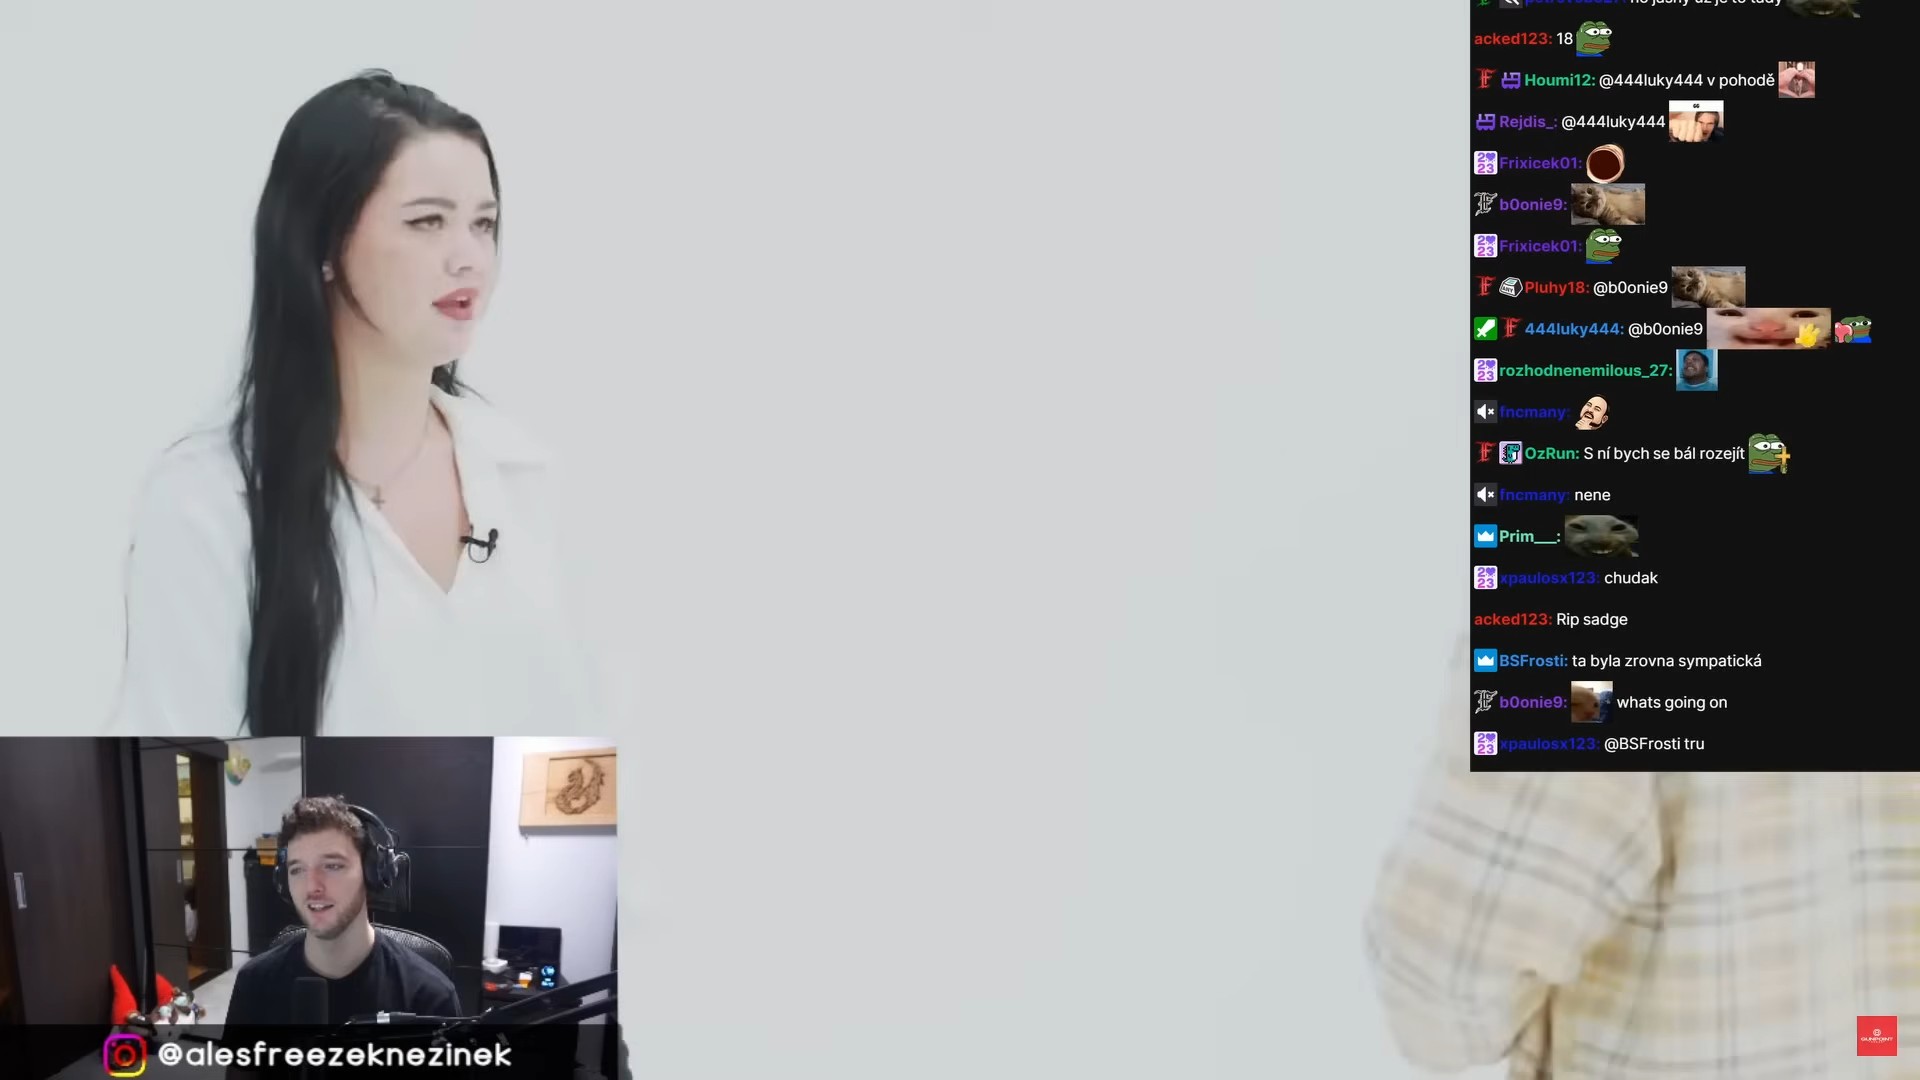 acked123: 18
Houmi12: @444luky444 v pohodě
Rejdis_: @444luky444
Frixicek01:
b0onie9:
Frixicek01:
Pluhy18: @b0onie9
444luky444: @b0onie9
rozhodnenemilous_27:
fncmany:
OzRun: S ní bych se bál rozejít
fncmany: nene
Prim___:
xpaulosx123: chudak
acked123: Rip sadge
BSFrosti: ta byla zrovna sympatická
b0onie9: whats going on
xpaulosx123: @BSFrosti tru
@alesfreezeknezinek